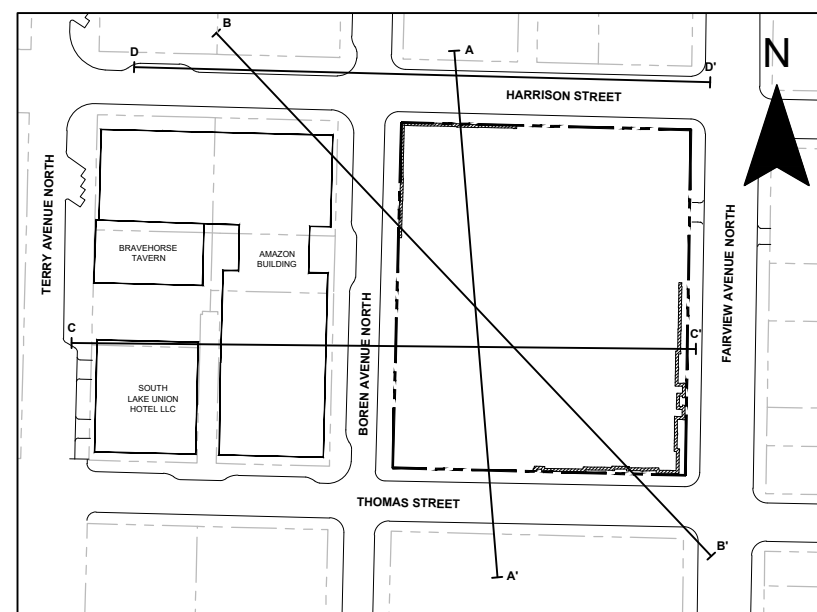 B
D
A
D'
N
HARRISON STREET
TERRY AVENUE NORTH
BRAVEHORSE
TAVERN
AMAZON
BUILDING
BOREN AVENUE NORTH
FAIRVIEW AVENUE NORTH
C
C'
SOUTH
LAKE UNION
HOTEL LLC
THOMAS STREET
B'
A'